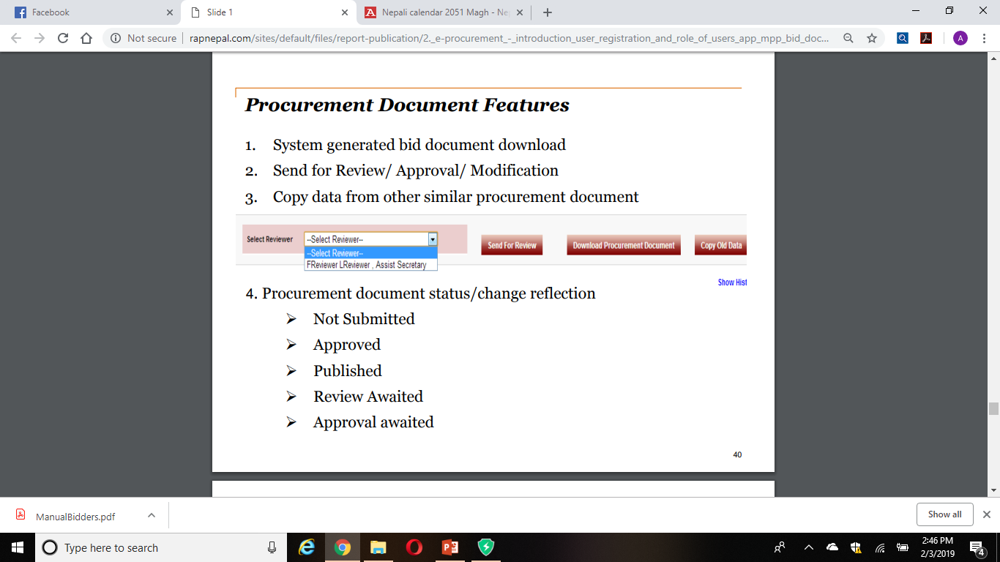 Facebook
Slide 1
Nepali calendar 2051 Magh - Ne
Not secure
rapnepal.com/sites/default/files/report-publication/2._e-procurement_-_introduction_user_registration_and_role_of_users_app_mpp_bid_doc...
A
Procurement Document Features
1. System generated bid document download
2. Send for Review/ Approval/ Modification
3. Copy data from other similar procurement document
Select Reviewer
--Select Reviewer--
Send For Review
Download Procurement Document
Copy Old Data
--Select Reviewer--
FReviewer LReviewer , Assist Secretary
Show Hist
4. Procurement document status/change reflection
➢ Not Submitted
➢ Approved
➢ Published
➢ Review Awaited
➢ Approval awaited
40
ManualBidders.pdf
Show all
Type here to search
2:46 PM
2/3/2019
4